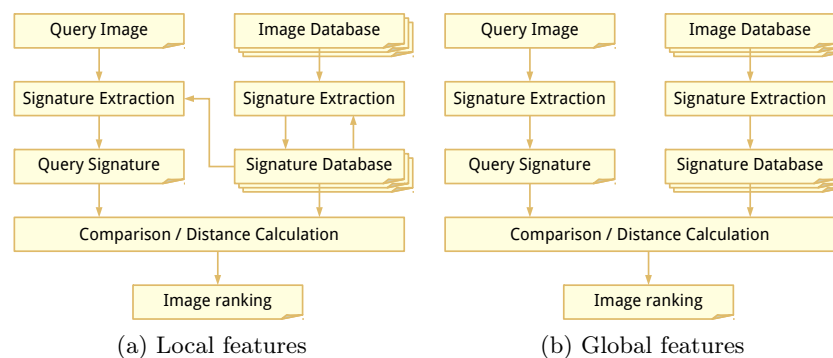 Query Image
Image Database
Signature Extraction
Signature Extraction
Query Signature
Signature Database
Comparison / Distance Calculation
Image ranking
(a) Local features
Query Image
Image Database
Signature Extraction
Signature Extraction
Query Signature
Signature Database
Comparison / Distance Calculation
Image ranking
(b) Global features